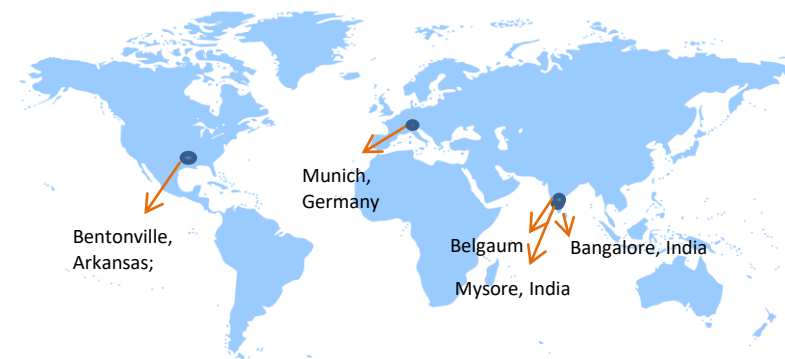 Munich,
Germany
Bentonville,
Arkansas;
Belgaum
Bangalore, India
Mysore, India